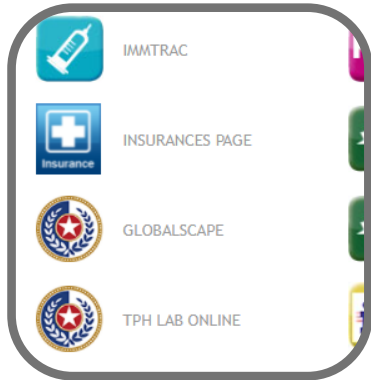 IMMTRAC
INSURANCES PAGE
Insurance
GLOBALSCAPE
TPH LAB ONLINE